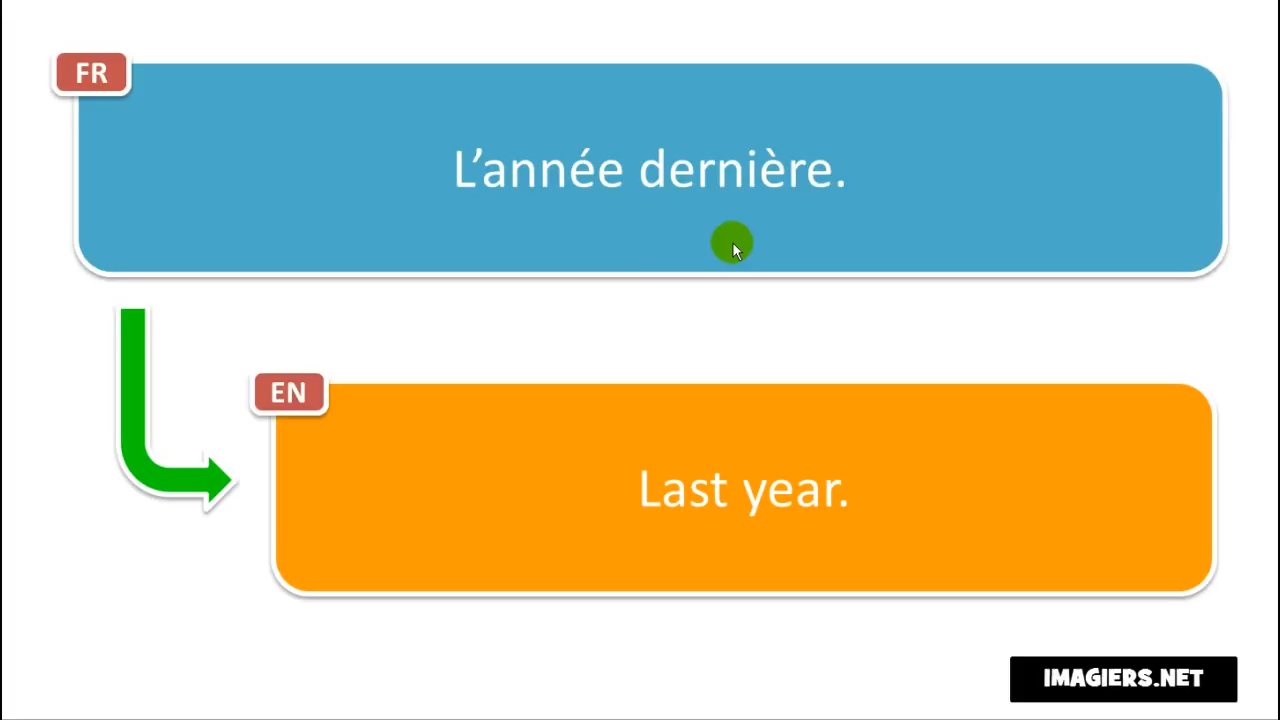 FR
L’année dernière.
EN
Last year.
IMAGIERS.NET